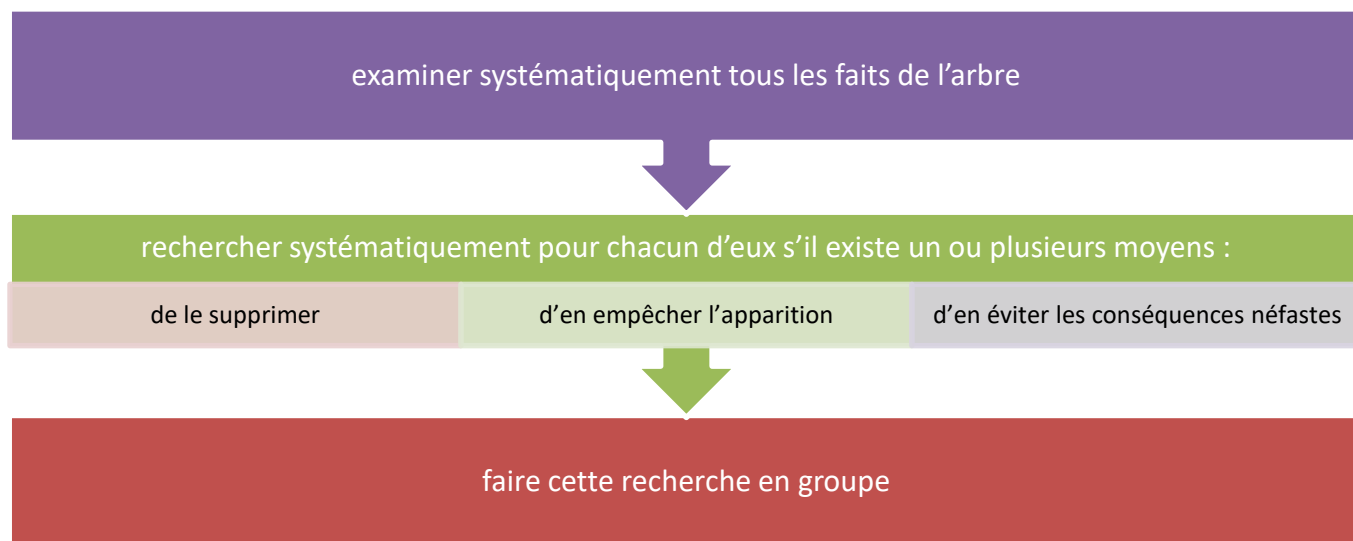 examiner systématiquement tous les faits de l’arbre
rechercher systématiquement pour chacun d’eux s’il existe un ou plusieurs moyens :
de le supprimer
d’en empêcher l’apparition
d’en éviter les conséquences néfastes
faire cette recherche en groupe